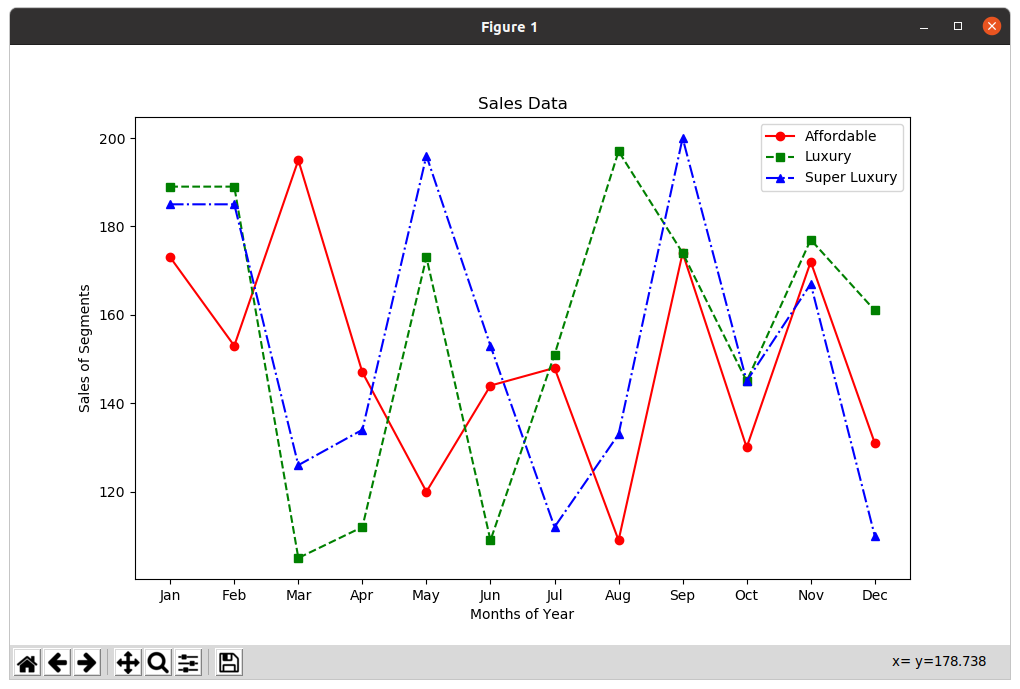 Figure 1
Sales Data
Affordable
Luxury
Super Luxury
200
180
160
140
120
Sales of Segments
Jan Feb Mar Apr May Jun Jul Aug Sep Oct Nov Dec
Months of Year
x= y=178.738